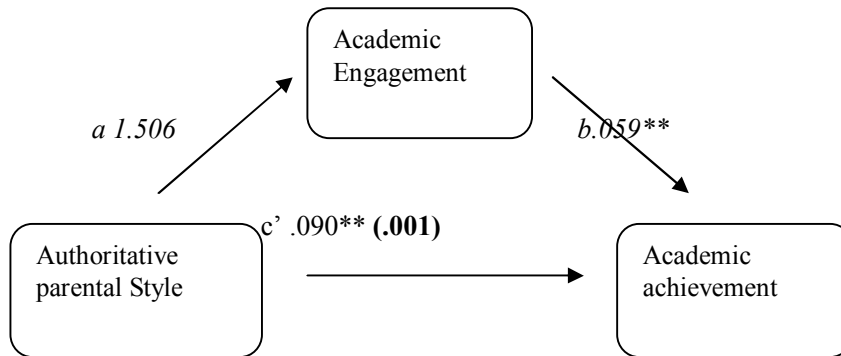 Academic
Engagement
a 1.506
b.059**
c’ .090** (.001)
Authoritative
parental Style
Academic
achievement